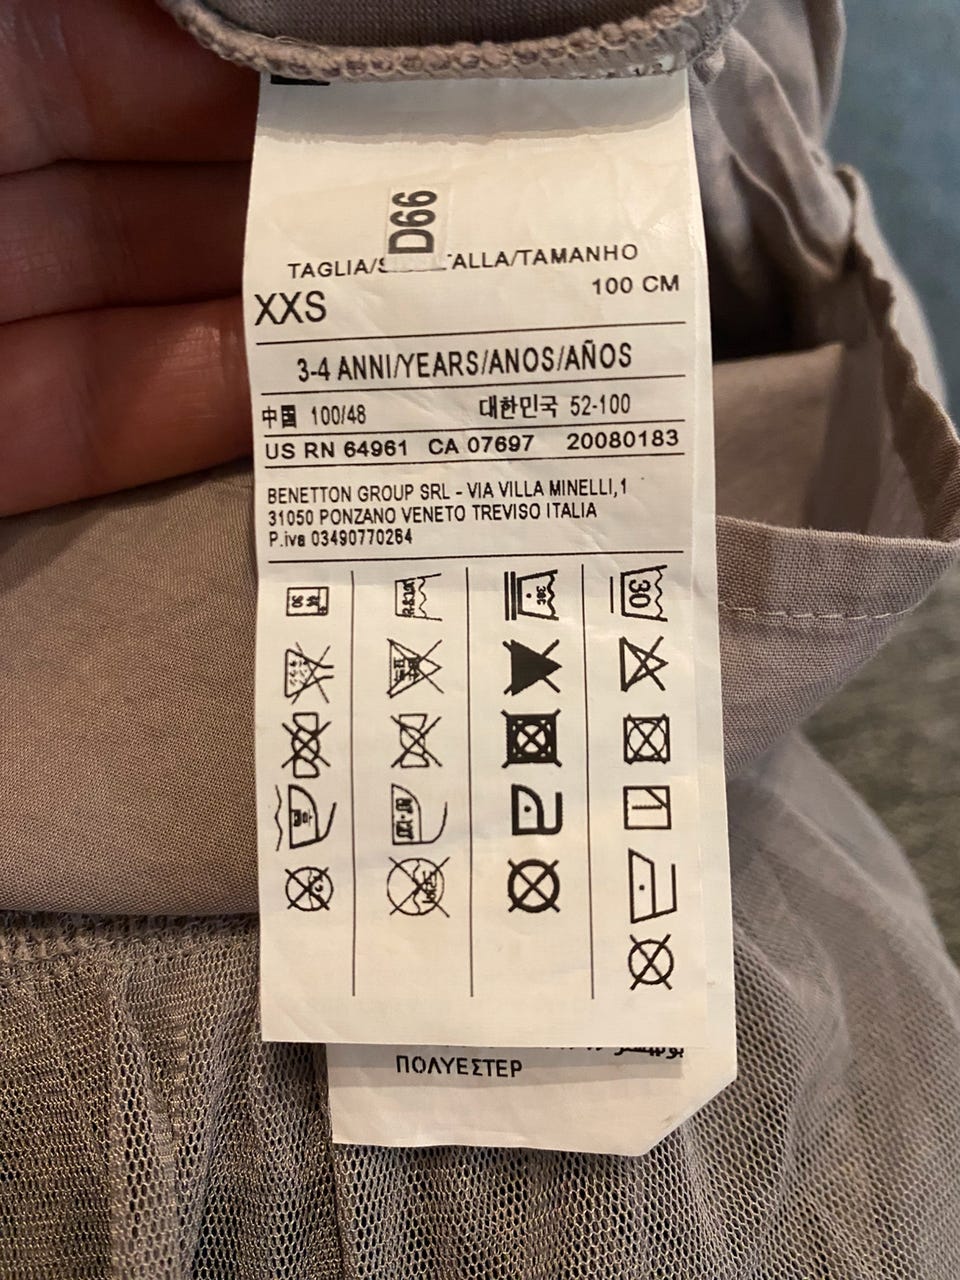 D66
TAGLIA/S TALLA/TAMANHO
XXS 100 CM
3-4 ANNI/YEARS/ANOS/AÑOS
中国 100/48 대한민국 52-100
US RN 64961 CA 07697 20080183
BENETTON GROUP SRL - VIA VILLA MINELLI,1
31050 PONZANO VENETO TREVISO ITALIA
P.iva 03490770264
30
ΠΟΛΥΕΣΤΕΡ